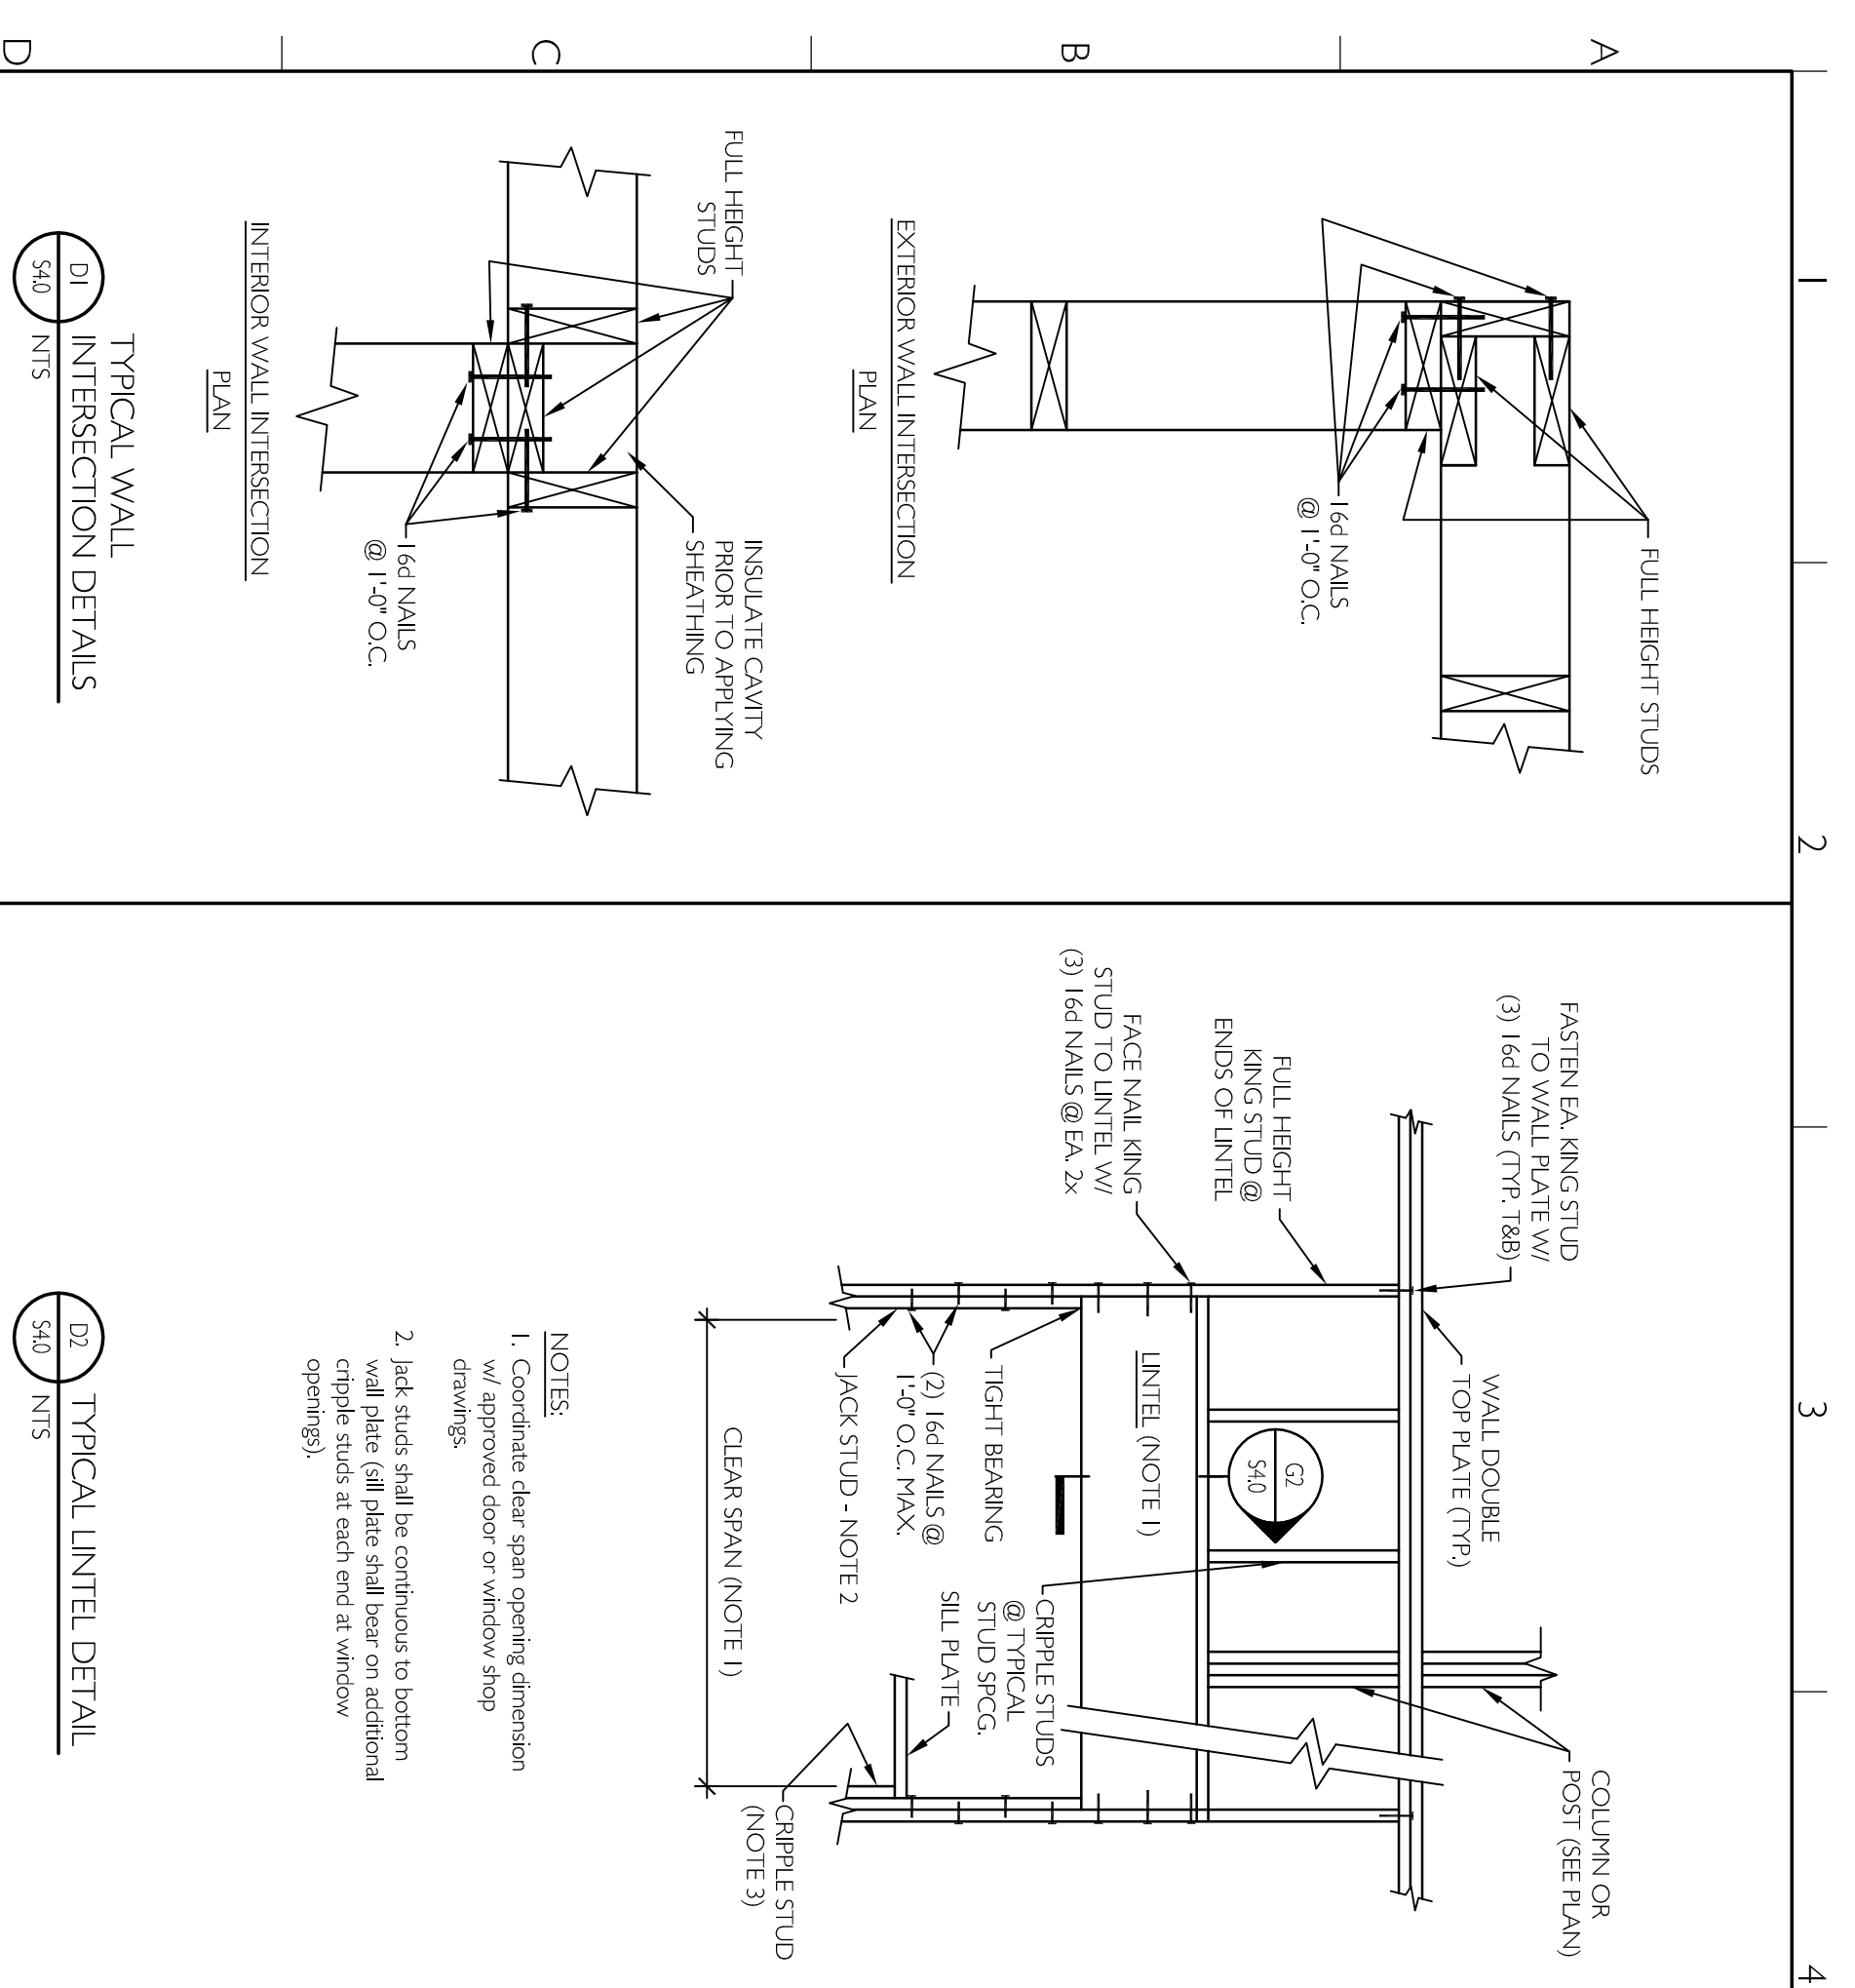 1
2
3
4
A
B
C
D
FULL HEIGHT STUDS
16d NAILS
@ 1'-0" O.C.
EXTERIOR WALL INTERSECTION
PLAN
FULL HEIGHT
STUDS
INSULATE CAVITY
PRIOR TO APPLYING
SHEATHING
16d NAILS
@ 1'-0" O.C.
INTERIOR WALL INTERSECTION
PLAN
D1
S4.0
TYPICAL WALL
INTERSECTION DETAILS
NTS
FASTEN EA. KING STUD
TO WALL PLATE W/
(3) 16d NAILS (TYP. T&B)
WALL DOUBLE
TOP PLATE (TYP.)
COLUMN OR
POST (SEE PLAN)
FULL HEIGHT
KING STUD @
ENDS OF LINTEL
G2
S4.0
FACE NAIL KING
STUD TO LINTEL W/
(3) 16d NAILS @ EA. 2x
LINTEL (NOTE 1)
TIGHT BEARING
(2) 16d NAILS @
1'-0" O.C. MAX.
JACK STUD - NOTE 2
CRIPPLE STUDS
@ TYPICAL
STUD SPCG.
SILL PLATE
CLEAR SPAN (NOTE 1)
CRIPPLE STUD
(NOTE 3)
NOTES:
1. Coordinate clear span opening dimension
w/ approved door or window shop
drawings.
2. Jack studs shall be continuous to bottom
wall plate (sill plate shall bear on additional
cripple studs at each end at window
openings).
D2
S4.0
TYPICAL LINTEL DETAIL
NTS